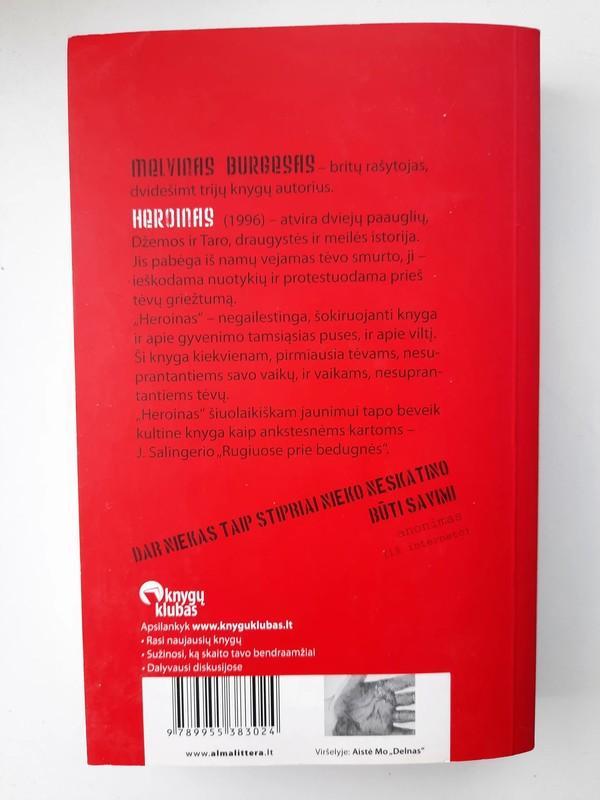 MELVINAS BURGESAS – britų rašytojas,
dvidešimt trijų knygų autorius.
HEROINAS (1996) – atvira dviejų paauglių,
Džemos ir Taro, draugystės ir meilės istorija.
Jis pabėga iš namų vejamas tėvo smurto, ji –
ieškodama nuotykių ir protestuodama prieš
tėvų griežtumą.
„Heroinas“ – negailestinga, šokiruojanti knyga
ir apie gyvenimo tamsiąsias puses, ir apie viltį.
Ši knyga kiekvienam, pirmiausia tėvams, nesu-
prantantiems savo vaikų, ir vaikams, nesupran-
tantiems tėvų.
„Heroinas“ šiuolaikiškam jaunimui tapo beveik
kultine knyga kaip ankstesnėms kartoms –
J. Salingerio „Rugiuose prie bedugnės“.
DAR NIEKAS TAIP STIPRIAI NIEKO NESKATINO
BŪTI SAVIMI
anonimas
(iš interneto)
knygų
klubas
Apsilankyk www.knyguklubas.lt
• Rasi naujausių knygų
• Sužinosi, ką skaito tavo bendraamžiai
• Dalyvausi diskusijose
9 789955 383024
www.almalittera.lt
Viršelyje: Aistė Mo „Delnas“